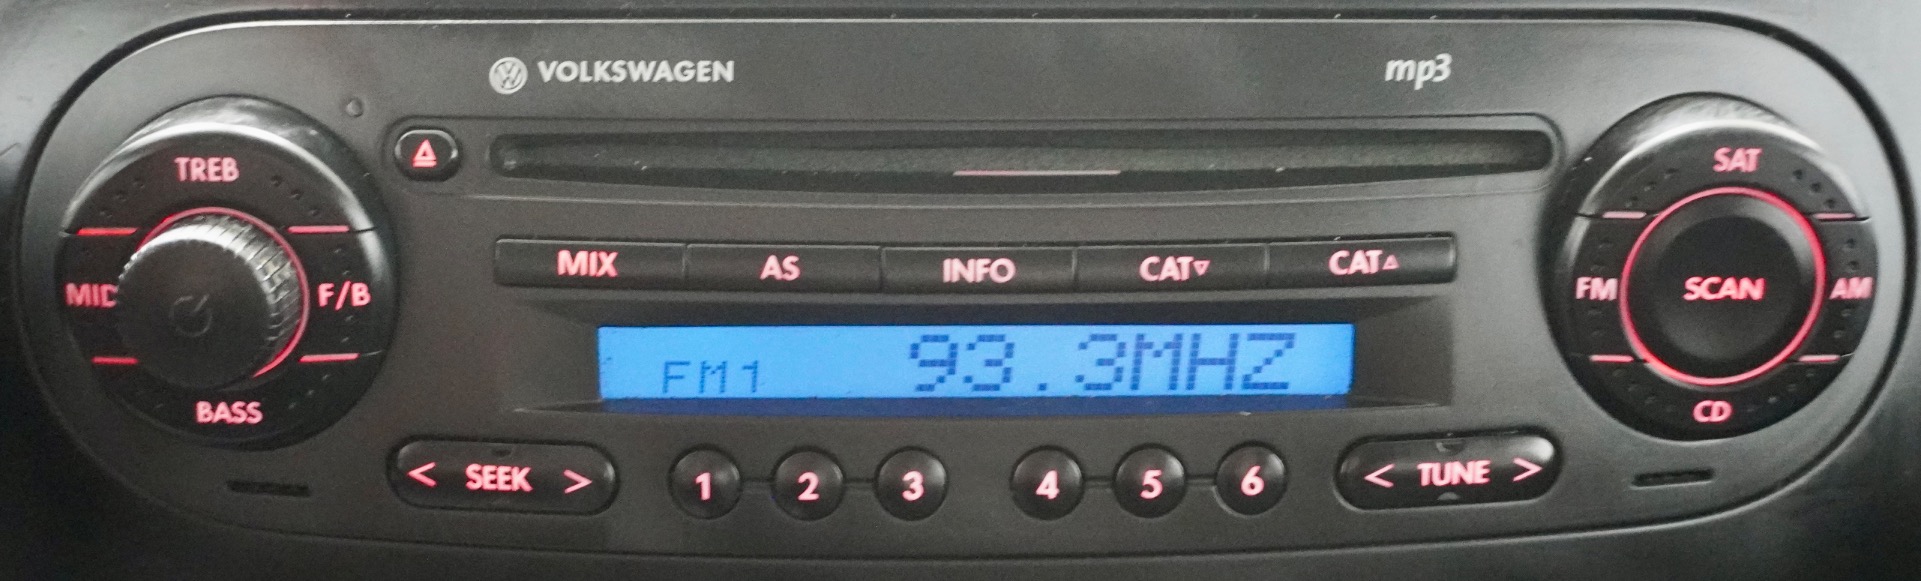 VOLKSWAGEN mp3
TREB
SAT
MIX AS INFO CAT▿ CAT▵
MID F/B
FM SCAN AM
FM1 93.3MHZ
BASS
CD
< SEEK > 1 2 3 4 5 6 < TUNE >